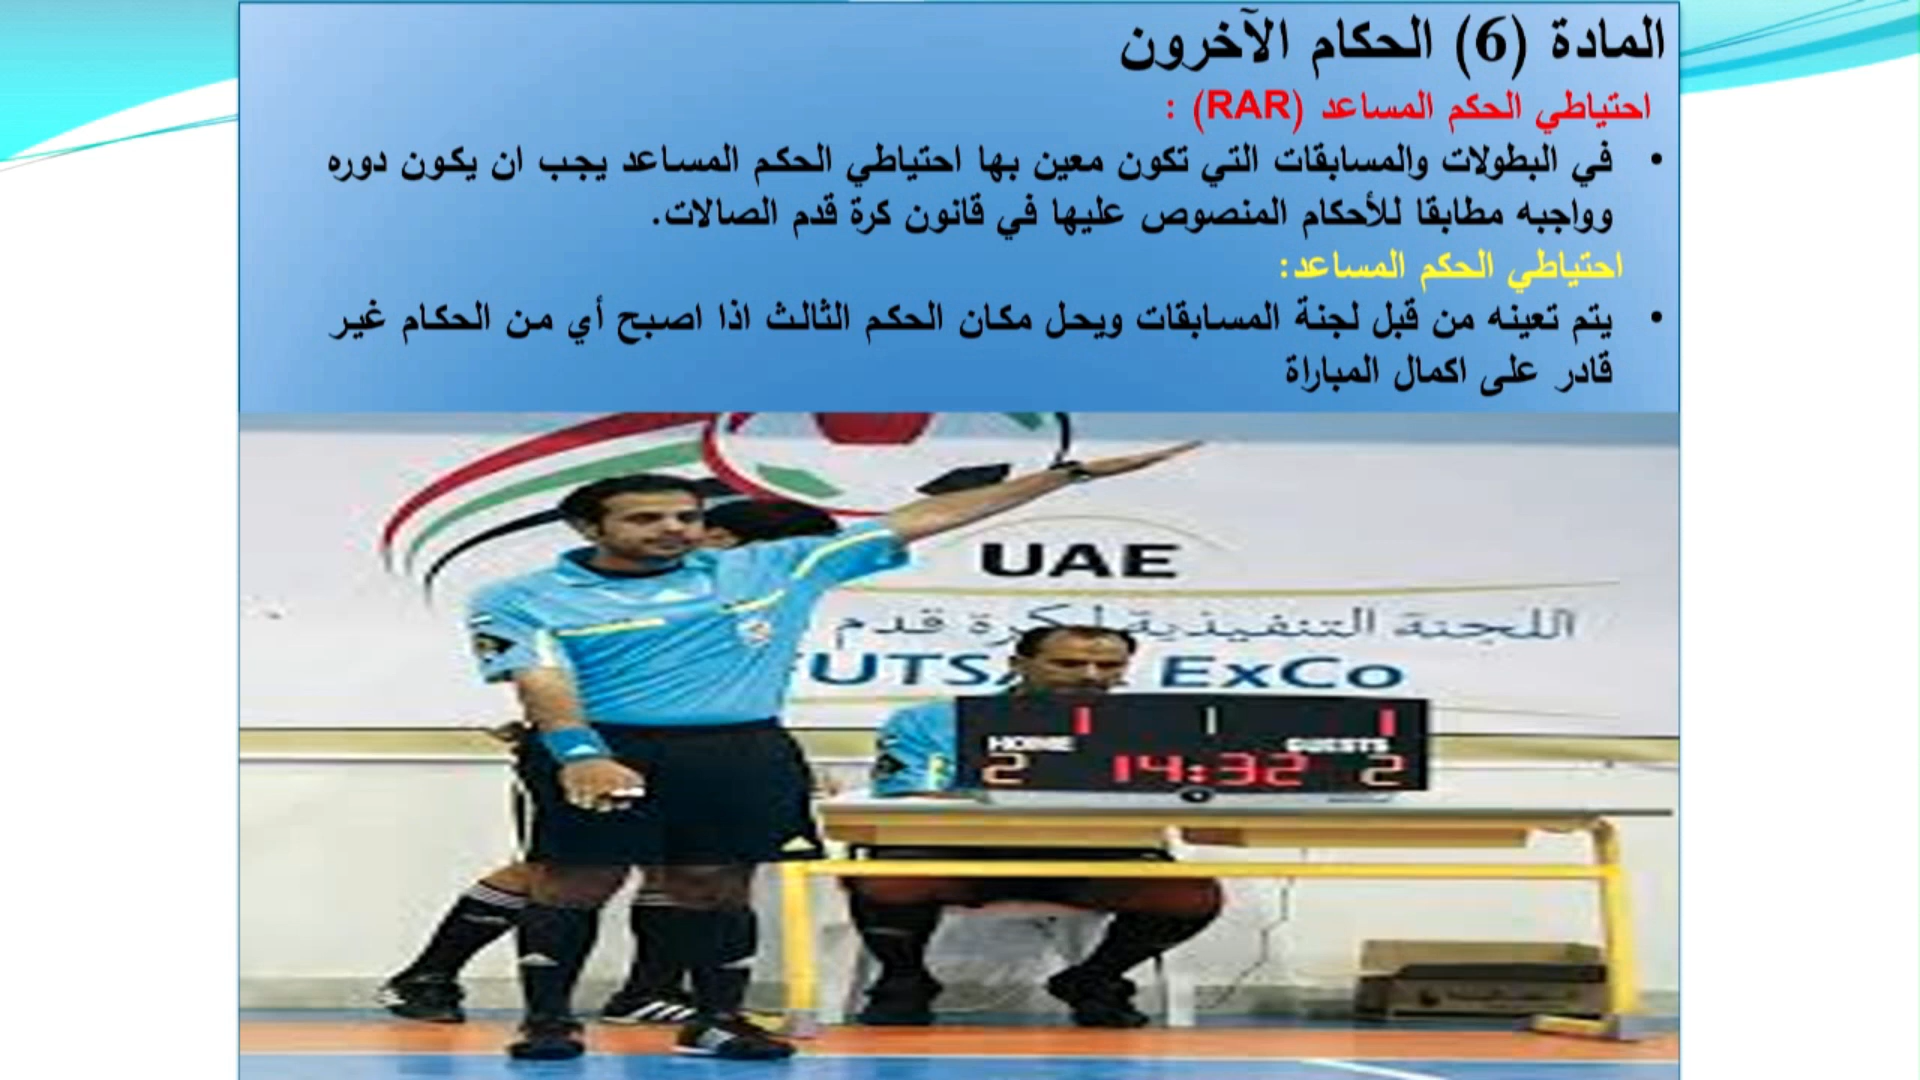 المادة (6) الحكام الآخرون
احتياطي الحكم المساعد (RAR) :
• في البطولات والمسابقات التي تكون معين بها احتياطي الحكم المساعد يجب ان يكون دوره
وواجبه مطابقا للأحكام المنصوص عليها في قانون كرة قدم الصالات.
احتياطي الحكم المساعد:
• يتم تعينه من قبل لجنة المسابقات ويحل مكان الحكم الثالث اذا اصبح أي من الحكام غير
قادر على اكمال المباراة
UAE
اللجنة التنفيذية لكرة قدم
ExCo
1 1 1
HOME GUESTS
2 14:32 2